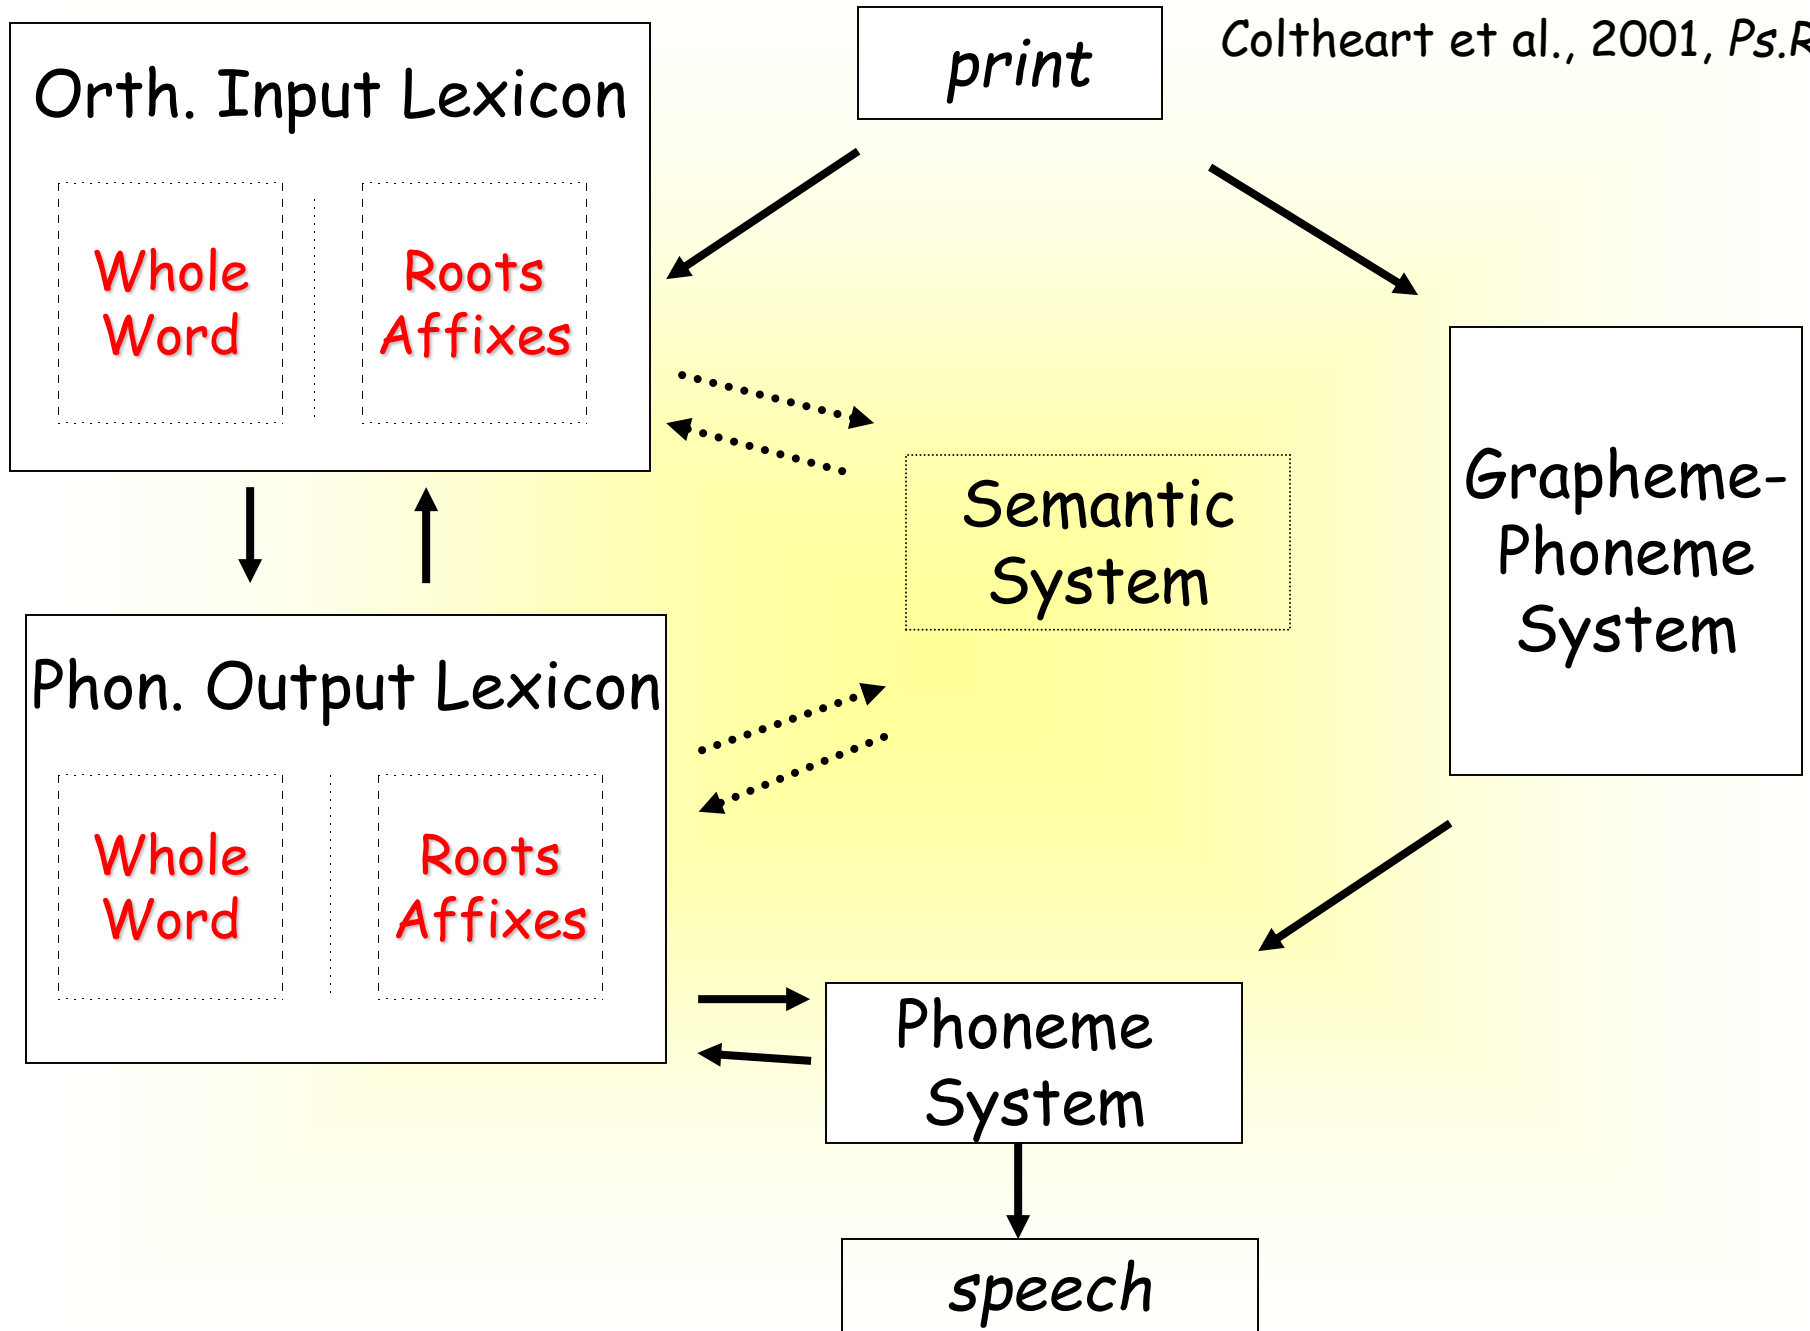 print
Coltheart et al., 2001, Ps.R
Orth. Input Lexicon
Whole
Word
Roots
Affixes
Semantic
System
Grapheme-
Phoneme
System
Phon. Output Lexicon
Whole
Word
Roots
Affixes
Phoneme
System
speech